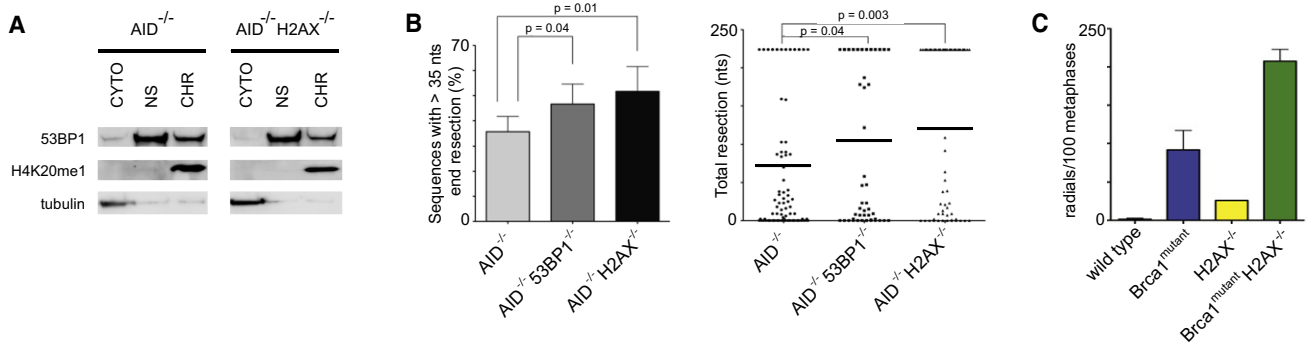 A
AID-/-
AID-/-H2AX-/-
CYTO
NS
CHR
CYTO
NS
CHR
53BP1
H4K20me1
tubulin
B
p = 0.01
p = 0.04
70
0
Sequences with > 35 nts
end resection (%)
AID-/-
AID-/-53BP1-/-
AID-/-H2AX-/-
p = 0.003
p = 0.04
250
0
Total resection (nts)
AID-/-
AID-/-53BP1-/-
AID-/-H2AX-/-
C
250
0
radials/100 metaphases
wild type
Brca1mutant
H2AX-/-
Brca1mutantH2AX-/-